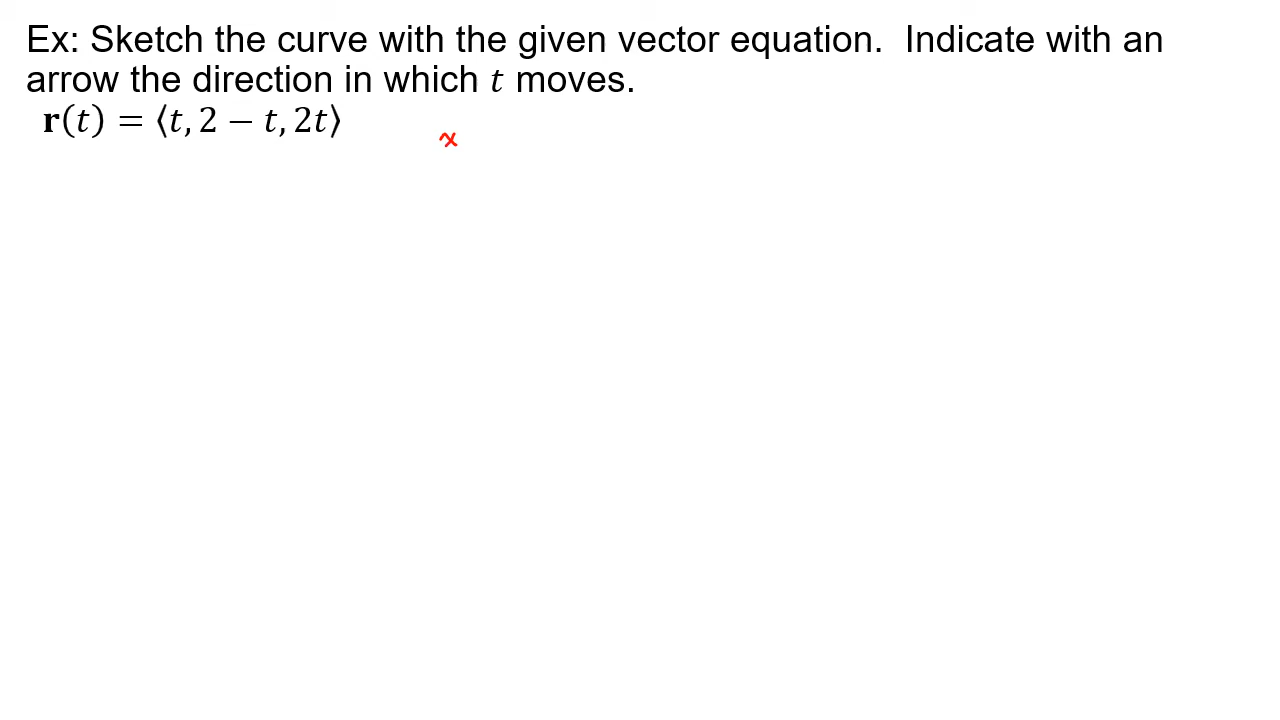 Ex: Sketch the curve with the given vector equation.  Indicate with an
arrow the direction in which t moves.
r(t) = ⟨t, 2 − t, 2t⟩
x